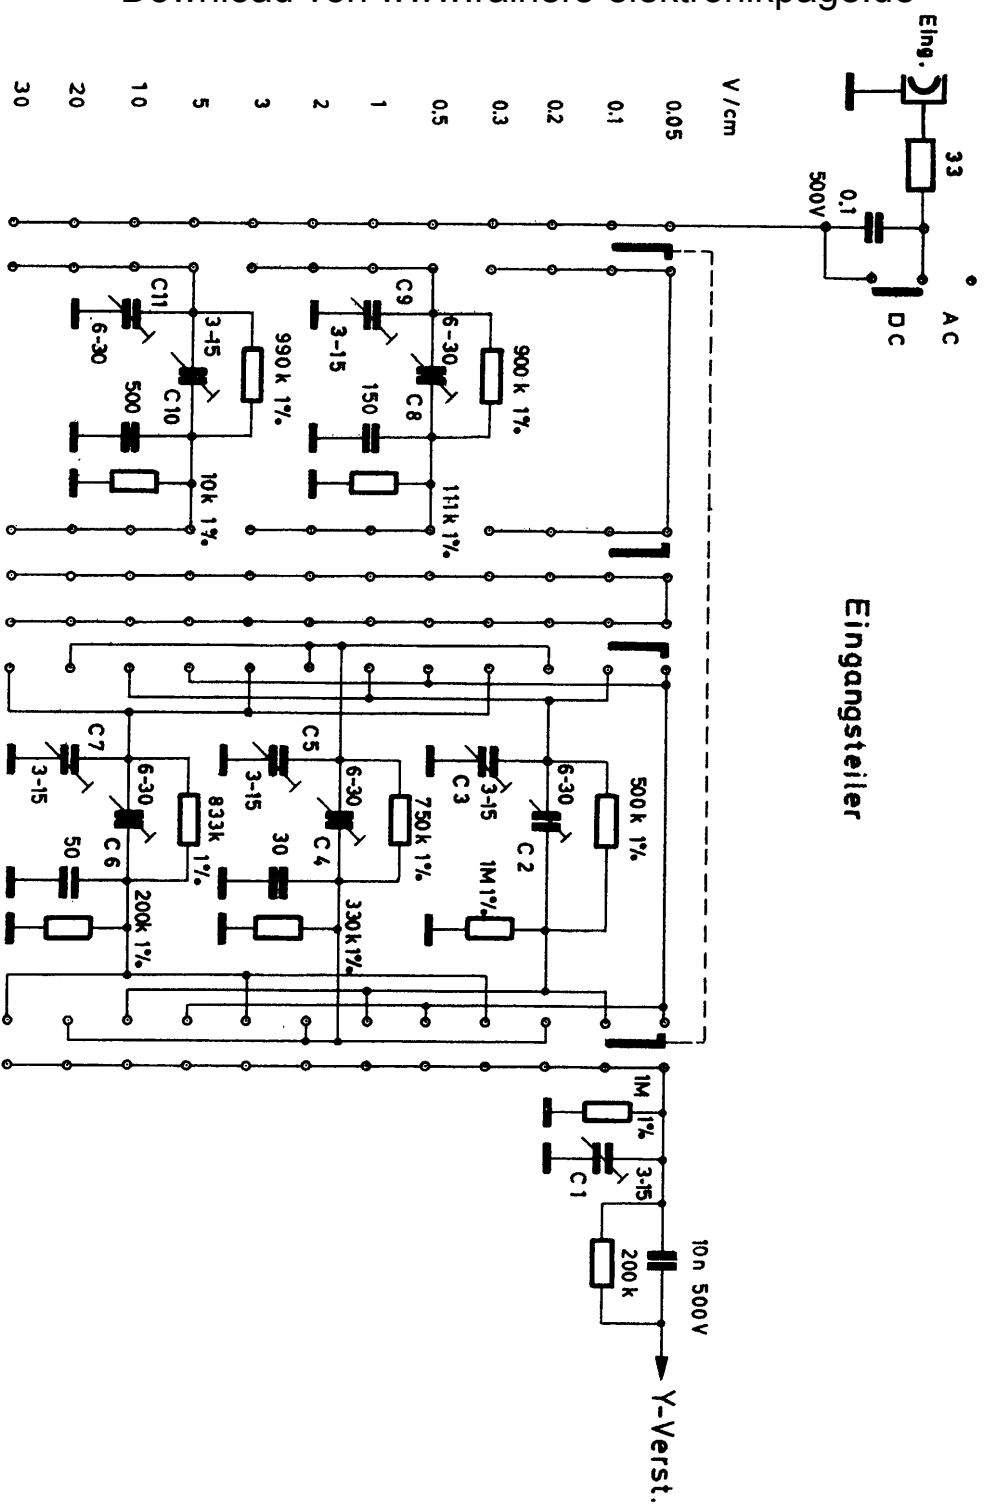 Download von www.rainers-elektronikpage.de
Eing.
33
0.1
500V
AC
DC
Eingangsteiler
V/cm
0.05
0.1
0.2
0.3
0.5
1
2
3
5
10
20
30
900k 1%
6-30
C8
C9
3-15
150
111k 1%
990k 1%
3-15
C10
C11
6-30
500
10k 1%
500k 1%
6-30
C2
3-15
C3
1M 1%
750k 1%
6-30
C4
C5
3-15
30
330k 1%
833k
1%
6-30
C6
C7
3-15
50
200k 1%
1M
1%
3-15
C1
10n 500V
200k
Y-Verst.